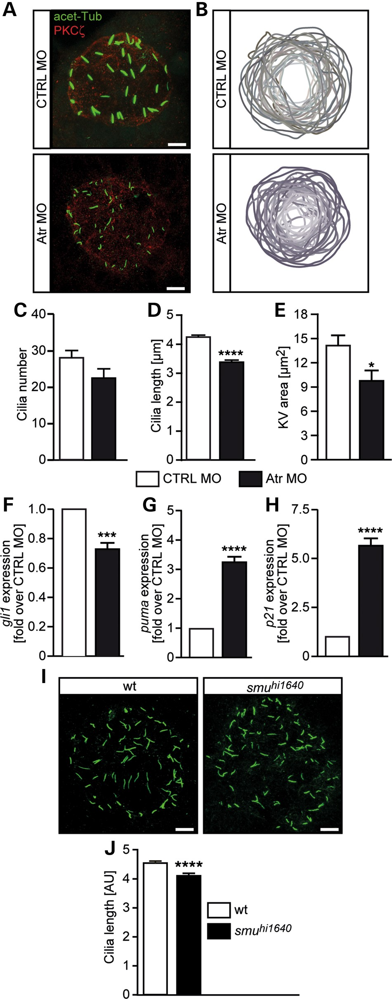 A
acet-Tub
PKCζ
CTRL MO
B
CTRL MO
Atr MO
Atr MO
C
Cilia number
40
30
20
10
0
D
Cilia length [µm]
5
4
3
2
1
0
****
E
KV area [µm2]
18
15
12
9
6
3
0
*
CTRL MO
Atr MO
F
gli1 expression
[fold over CTRL MO]
1.0
0.8
0.6
0.4
0.2
0
***
G
puma expression
[fold over CTRL MO]
5
4
3
2
1
0
****
H
p21 expression
[fold over CTRL MO]
7.5
5.0
2.5
0
****
I
wt
smuhi1640
J
Cilia length [AU]
5
4
3
2
1
0
****
wt
smuhi1640